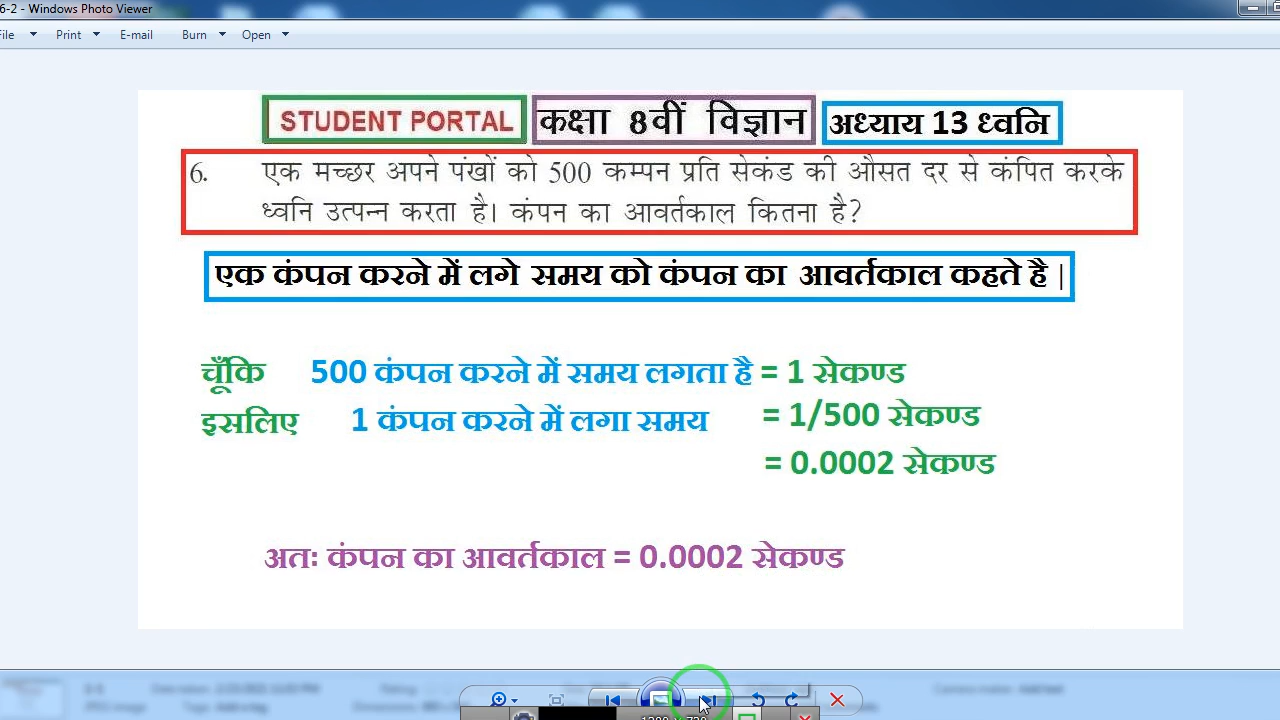 6-2 - Windows Photo Viewer
File Print E-mail Burn Open
STUDENT PORTAL कक्षा 8वीं विज्ञान अध्याय 13 ध्वनि
6. एक मच्छर अपने पंखों को 500 कम्पन प्रति सेकंड की औसत दर से कंपित करके
ध्वनि उत्पन्न करता है। कंपन का आवर्तकाल कितना है?
एक कंपन करने में लगे समय को कंपन का आवर्तकाल कहते है |
चूँकि 500 कंपन करने में समय लगता है = 1 सेकण्ड
इसलिए 1 कंपन करने में लगा समय = 1/500 सेकण्ड
= 0.0002 सेकण्ड
अतः कंपन का आवर्तकाल = 0.0002 सेकण्ड